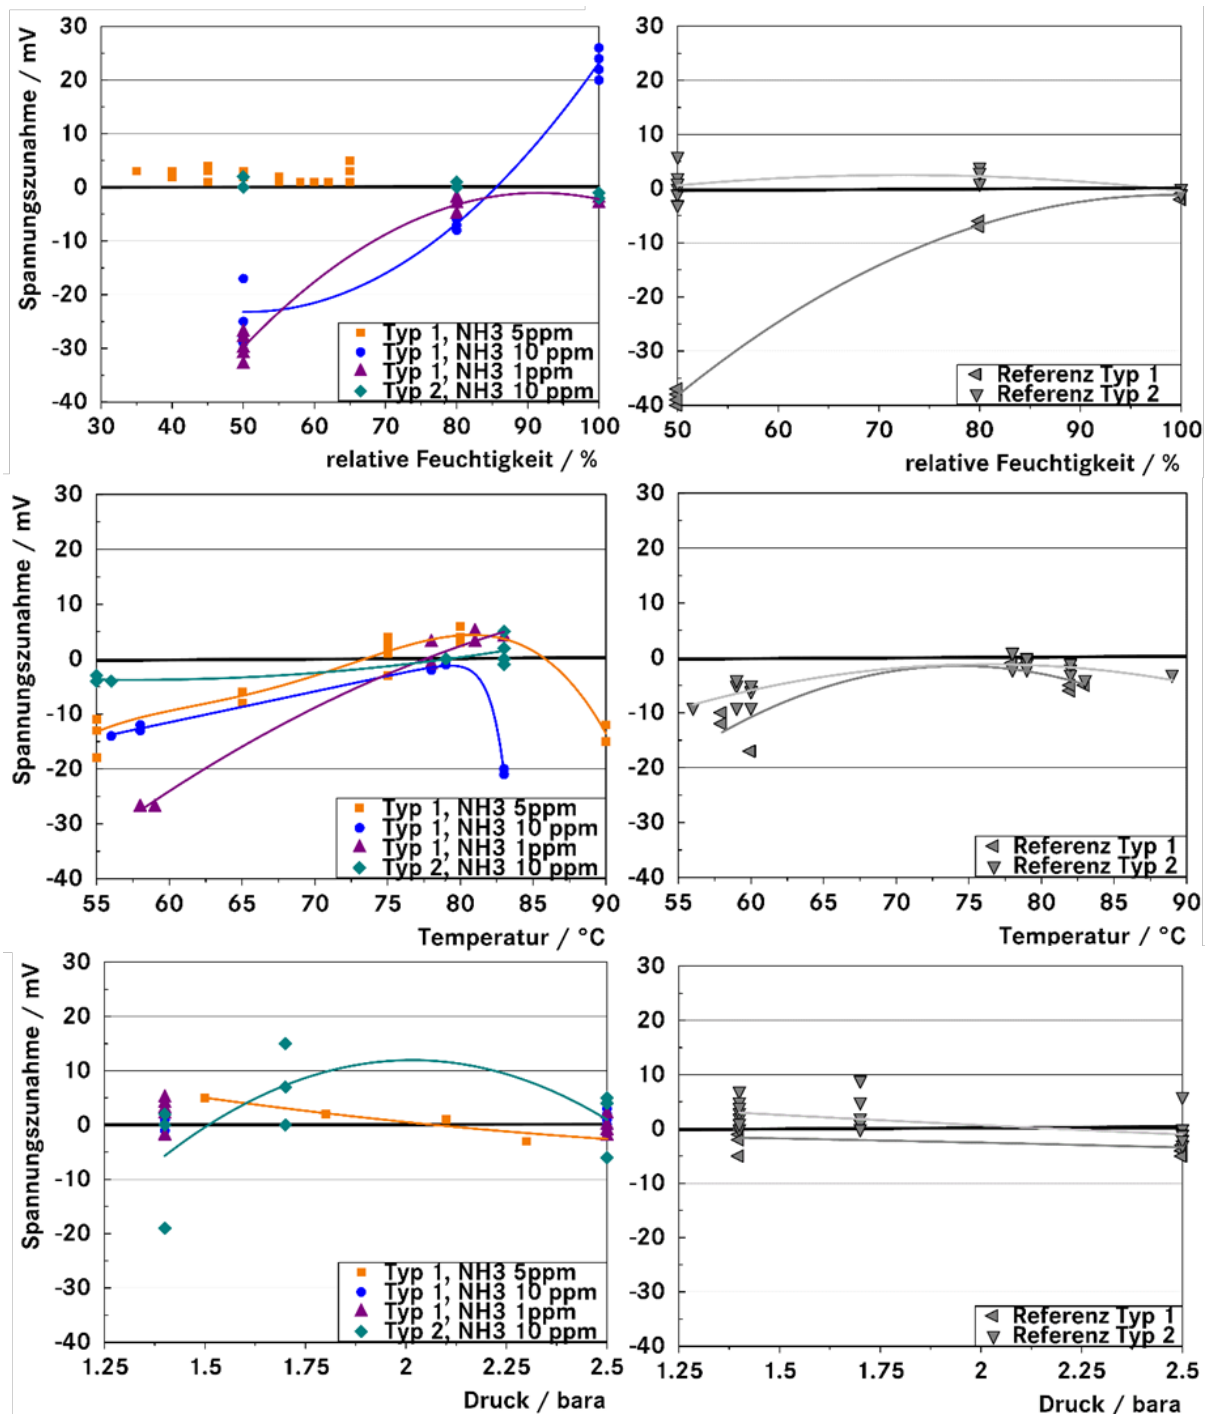 Spannungszunahme / mV
30
20
10
0
-10
-20
-30
-40
30 40 50 60 70 80 90 100
relative Feuchtigkeit / %
Typ 1, NH3 5ppm
Typ 1, NH3 10 ppm
Typ 1, NH3 1ppm
Typ 2, NH3 10 ppm
30
20
10
0
-10
-20
-30
-40
50 60 70 80 90 100
relative Feuchtigkeit / %
Referenz Typ 1
Referenz Typ 2
Spannungszunahme / mV
30
20
10
0
-10
-20
-30
-40
55 60 65 70 75 80 85 90
Temperatur / °C
Typ 1, NH3 5ppm
Typ 1, NH3 10 ppm
Typ 1, NH3 1ppm
Typ 2, NH3 10 ppm
30
20
10
0
-10
-20
-30
-40
55 60 65 70 75 80 85 90
Temperatur / °C
Referenz Typ 1
Referenz Typ 2
Spannungszunahme / mV
30
20
10
0
-10
-20
-30
-40
1.25 1.5 1.75 2 2.25 2.5
Druck / bara
Typ 1, NH3 5ppm
Typ 1, NH3 10 ppm
Typ 1, NH3 1ppm
Typ 2, NH3 10 ppm
30
20
10
0
-10
-20
-30
-40
1.25 1.5 1.75 2 2.25 2.5
Druck / bara
Referenz Typ 1
Referenz Typ 2